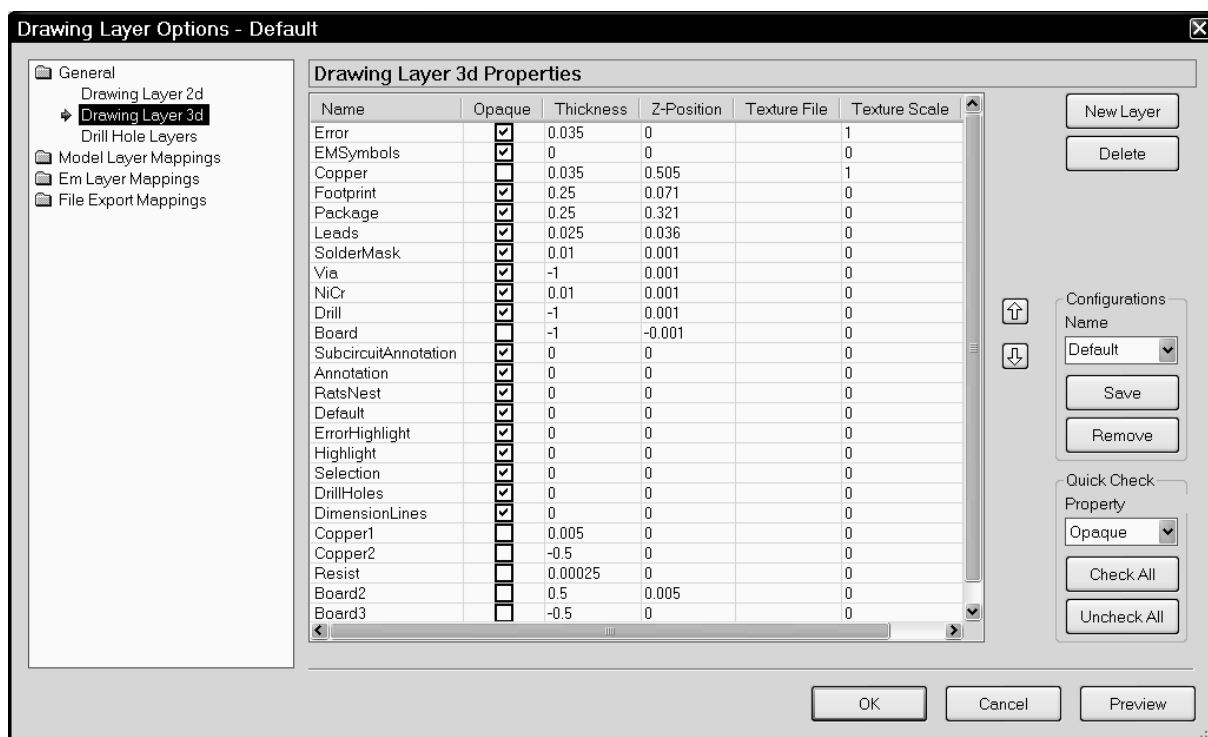 Drawing Layer Options - Default
General
Drawing Layer 2d
Drawing Layer 3d
Drill Hole Layers
Model Layer Mappings
Em Layer Mappings
File Export Mappings
Drawing Layer 3d Properties
Name Opaque Thickness Z-Position Texture File Texture Scale
Error 0.035 0 1
EMSymbols 0 0 0
Copper 0.035 0.505 1
Footprint 0.25 0.071 0
Package 0.25 0.321 0
Leads 0.025 0.036 0
SolderMask 0.01 0.001 0
Via -1 0.001 0
NiCr 0.01 0.001 0
Drill -1 0.001 0
Board -1 -0.001 0
SubcircuitAnnotation 0 0 0
Annotation 0 0 0
RatsNest 0 0 0
Default 0 0 0
ErrorHighlight 0 0 0
Highlight 0 0 0
Selection 0 0 0
DrillHoles 0 0 0
DimensionLines 0 0 0
Copper1 0.005 0 0
Copper2 -0.5 0 0
Resist 0.00025 0 0
Board2 0.5 0.005 0
Board3 -0.5 0 0
New Layer
Delete
Configurations
Name
Default
Save
Remove
Quick Check
Property
Opaque
Check All
Uncheck All
OK Cancel Preview